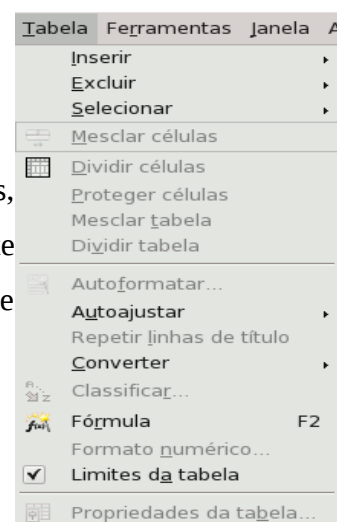 Tabela Ferramentas Janela A
Inserir
Excluir
Selecionar
Mesclar células
Dividir células
s,
Proteger células
Mesclar tabela
te
Dividir tabela
Autoformatar...
e
Autoajustar
Repetir linhas de título
Converter
Classificar...
Fórmula F2
Formato numérico...
Limites da tabela
Propriedades da tabela...